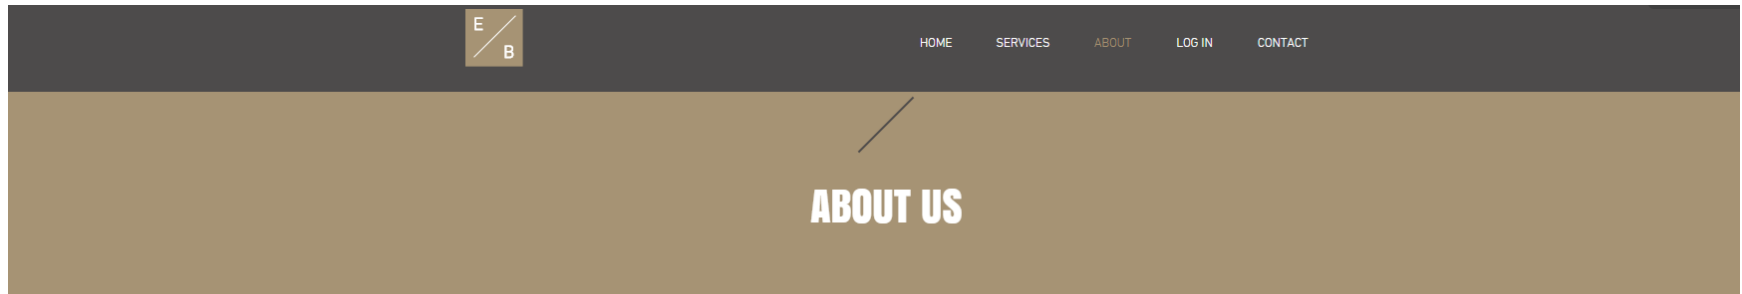 E
B
HOME SERVICES ABOUT LOG IN CONTACT
ABOUT US